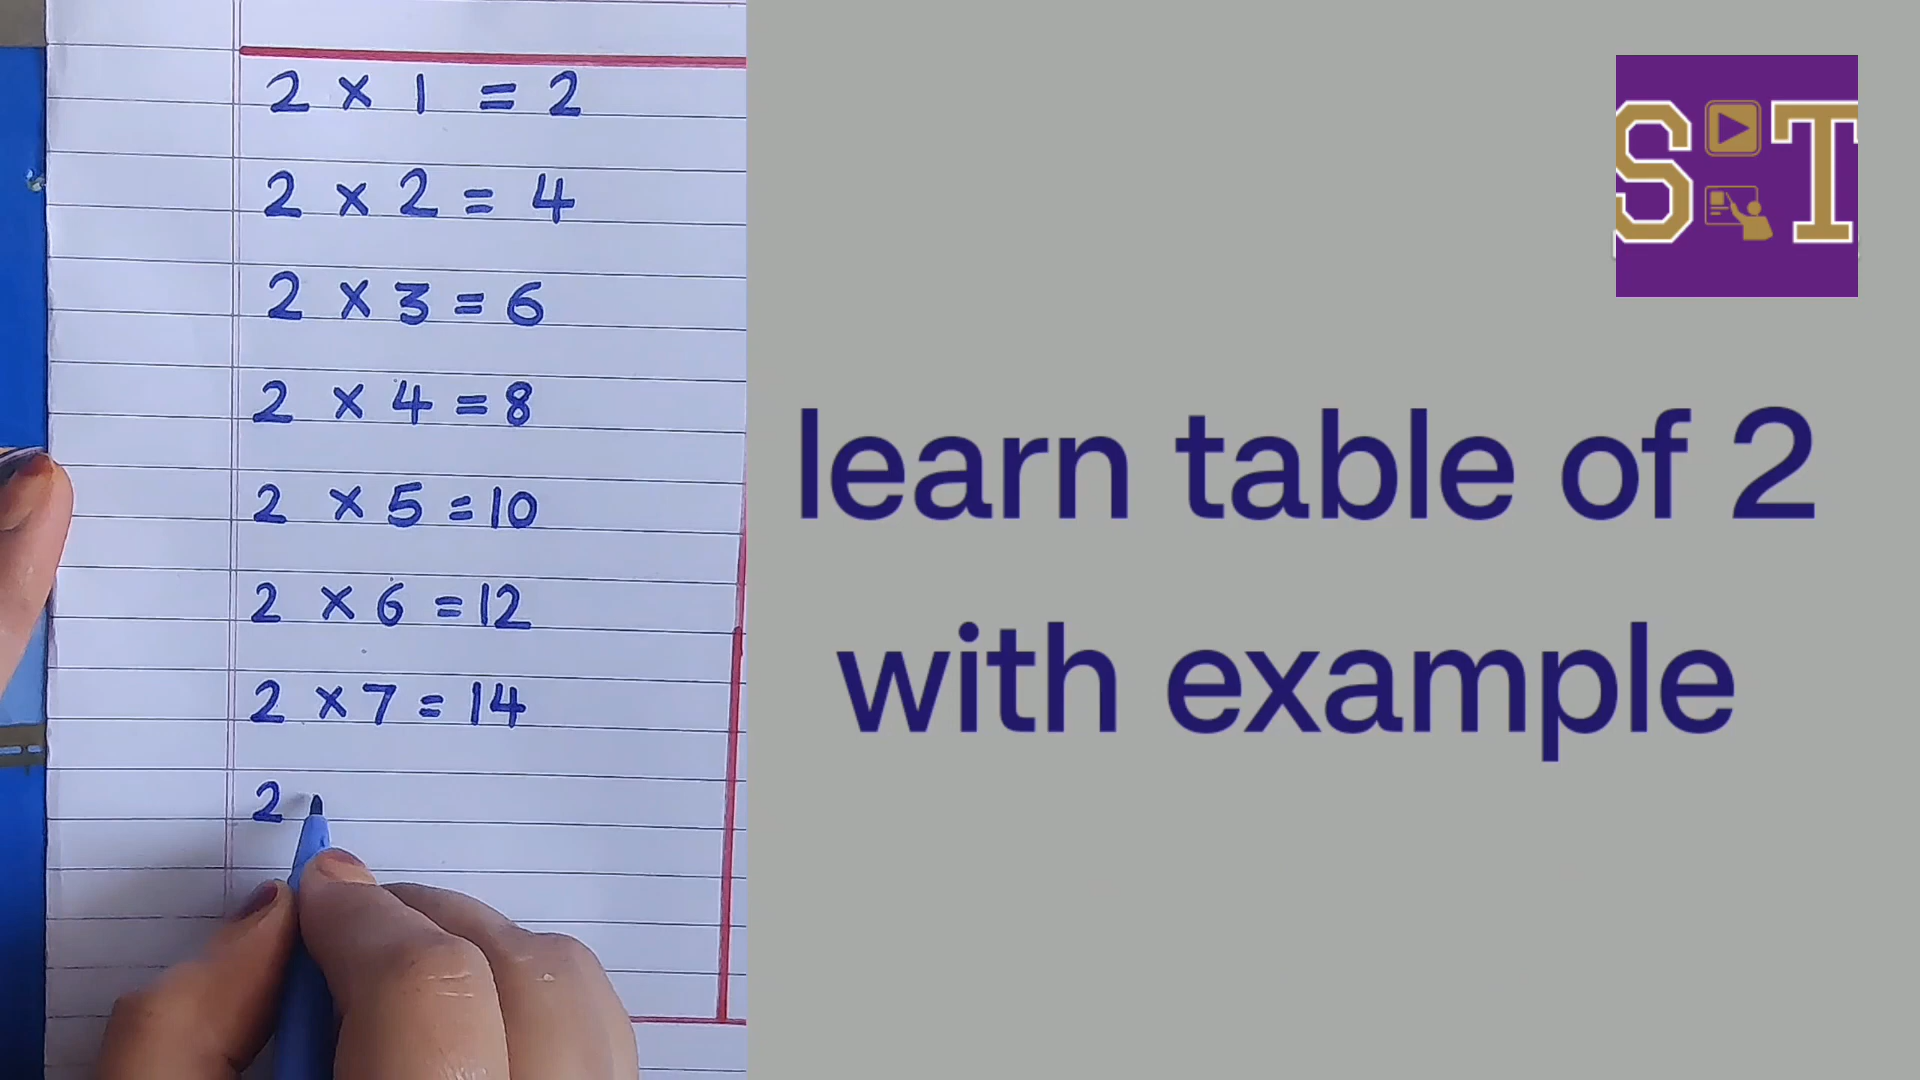 2 × 1 = 2
2 × 2 = 4
2 × 3 = 6
2 × 4 = 8
2 × 5 = 10
2 × 6 = 12
2 × 7 = 14
2
S T
learn table of 2
with example